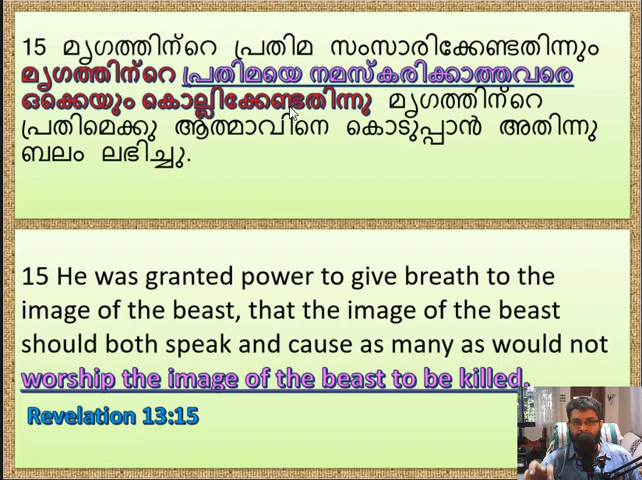 15 മൃഗത്തിന്റെ പ്രതിമ സംസാരിക്കേണ്ടതിന്നും
മൃഗത്തിന്റെ പ്രതിമയെ നമസ്കരിക്കാത്തവരെ
ഒക്കെയും കൊല്ലിക്കേണ്ടതിന്നു മൃഗത്തിന്റെ
പ്രതിമെക്കു ആത്മാവിനെ കൊടുപ്പാൻ അതിന്നു
ബലം ലഭിച്ചു.
15 He was granted power to give breath to the
image of the beast, that the image of the beast
should both speak and cause as many as would not
worship the image of the beast to be killed.
Revelation 13:15